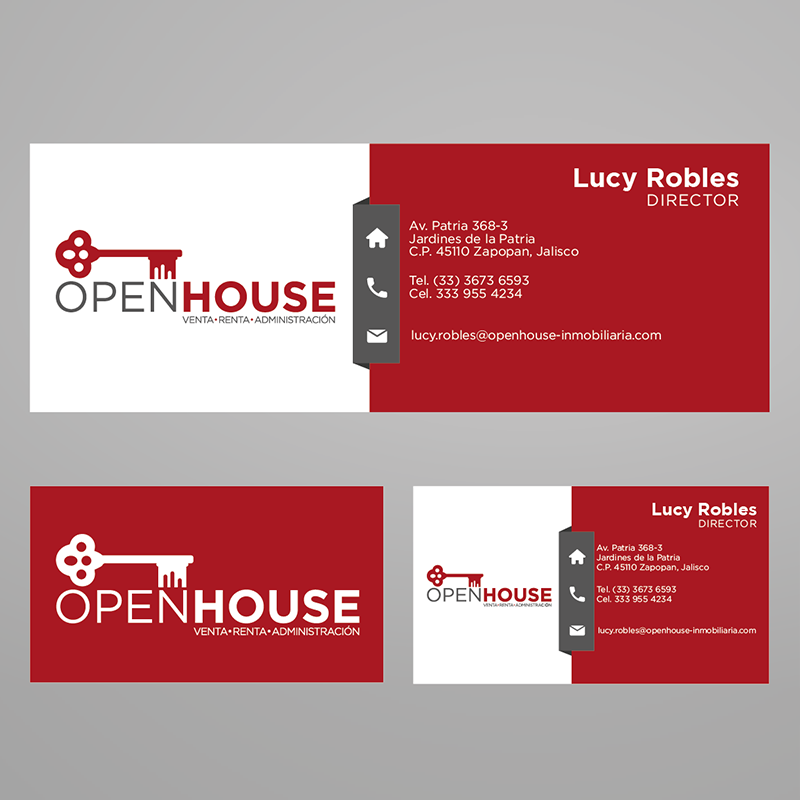 Lucy Robles
DIRECTOR
Av. Patria 368-3
Jardines de la Patria
C.P. 45110 Zapopan, Jalisco
Tel. (33) 3673 6593
Cel. 333 955 4234
lucy.robles@openhouse-inmobiliaria.com
OPENHOUSE
VENTA•RENTA•ADMINISTRACIÓN
OPENHOUSE
VENTA•RENTA•ADMINISTRACIÓN
Lucy Robles
DIRECTOR
Av. Patria 368-3
Jardines de la Patria
C.P. 45110 Zapopan, Jalisco
Tel. (33) 3673 6593
Cel. 333 955 4234
lucy.robles@openhouse-inmobiliaria.com
OPENHOUSE
VENTA•RENTA•ADMINISTRACIÓN